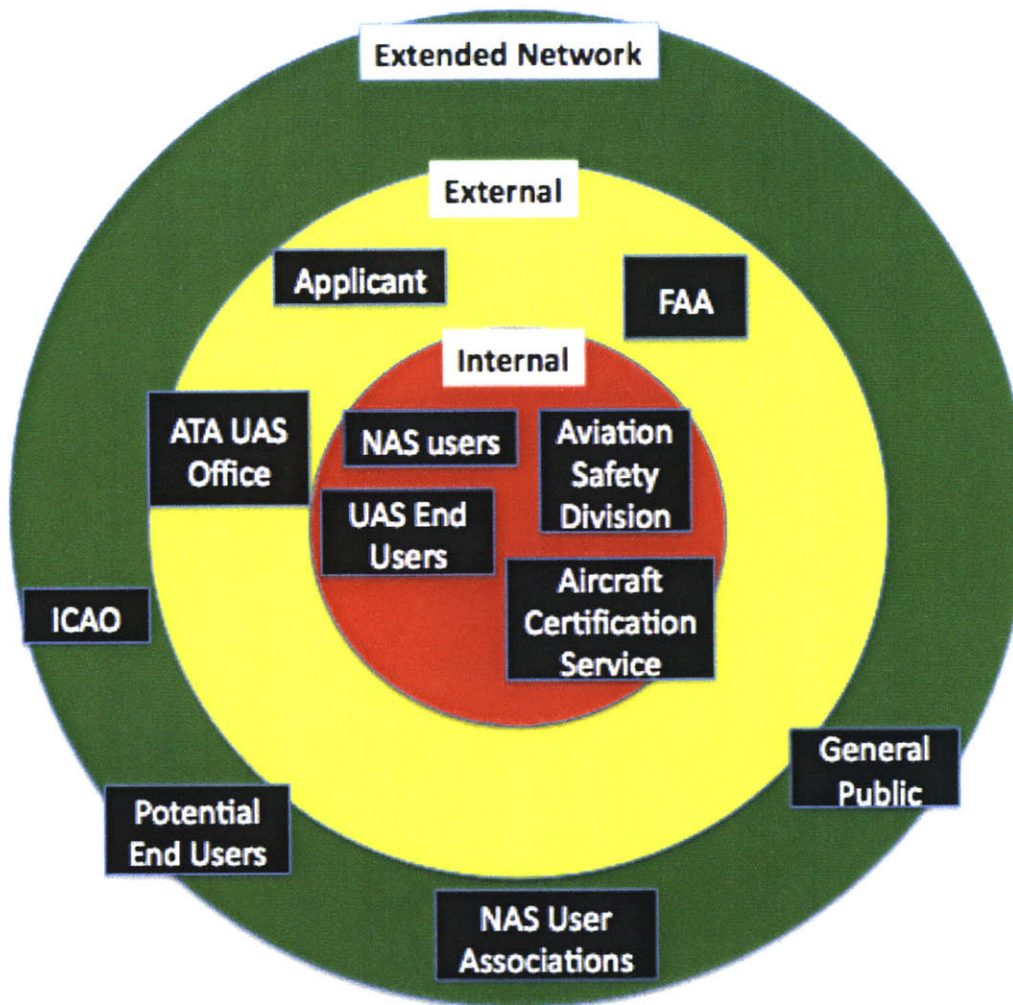 Extended Network
External
Applicant
FAA
Internal
ATA UAS
Office
NAS users
Aviation
Safety
Division
UAS End
Users
Aircraft
Certification
Service
ICAO
General
Public
Potential
End Users
NAS User
Associations